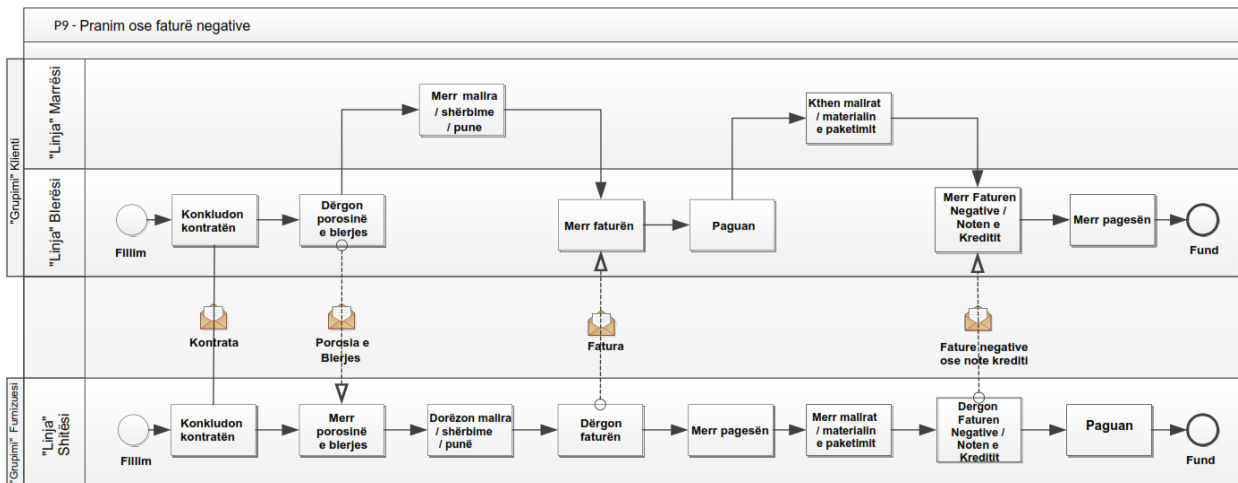 P9 - Pranim ose faturë negative
"Grupimi" Klienti
"Linja" Marrësi
Merr mallra
/ shërbime
/ pune
Kthen mallrat
/ materialin
e paketimit
"Linja" Blerësi
Fillim
Konkludon
kontratën
Dërgon
porosinë
e blerjes
Merr faturën
Paguan
Merr Faturen
Negative /
Noten e
Kreditit
Merr pagesën
Fund
Kontrata
Porosia e
Blerjes
Fatura
Fature negative
ose note krediti
"Grupimi" Furnizuesi
"Linja"
Shitësi
Fillim
Konkludon
kontratën
Merr
porosinë
e blerjes
Dorëzon mallra
/ shërbime
/ punë
Dërgon
faturën
Merr pagesën
Merr mallrat
/ materialin
e paketimit
Dergon
Faturen
Negative /
Noten e
Kreditit
Paguan
Fund